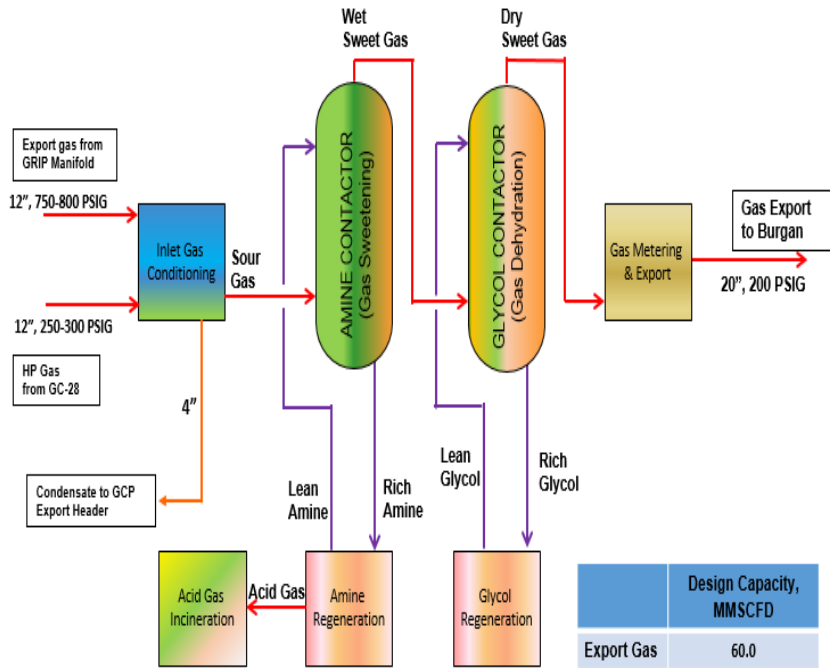 Wet
Sweet Gas
Dry
Sweet Gas
Export gas from
GRIP Manifold
12", 750-800 PSIG
Inlet Gas
Conditioning
Sour
Gas
12", 250-300 PSIG
HP Gas
from GC-28
4"
Condensate to GCP
Export Header
AMINE CONTACTOR
(Gas Sweetening)
GLYCOL CONTACTOR
(Gas Dehydration)
Gas Metering
& Export
Gas Export
to Burgan
20", 200 PSIG
Lean
Amine
Rich
Amine
Lean
Glycol
Rich
Glycol
Acid Gas
Incineration
Acid Gas
Amine
Regeneration
Glycol
Regeneration
Design Capacity,
MMSCFD
Export Gas 60.0